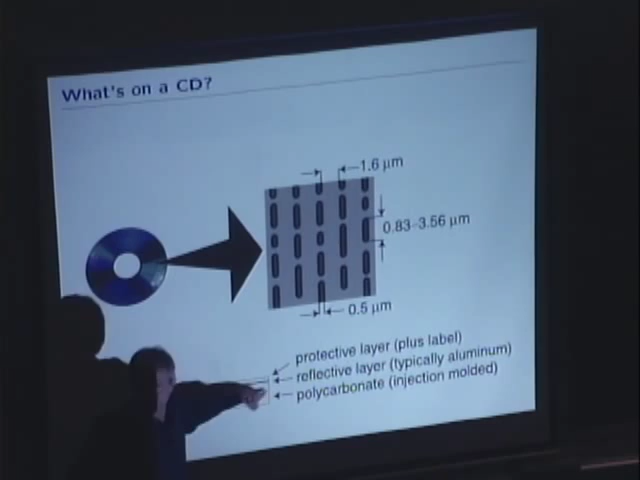 What's on a CD?
1.6 µm
0.83–3.56 µm
0.5 µm
protective layer (plus label)
reflective layer (typically aluminum)
polycarbonate (injection molded)